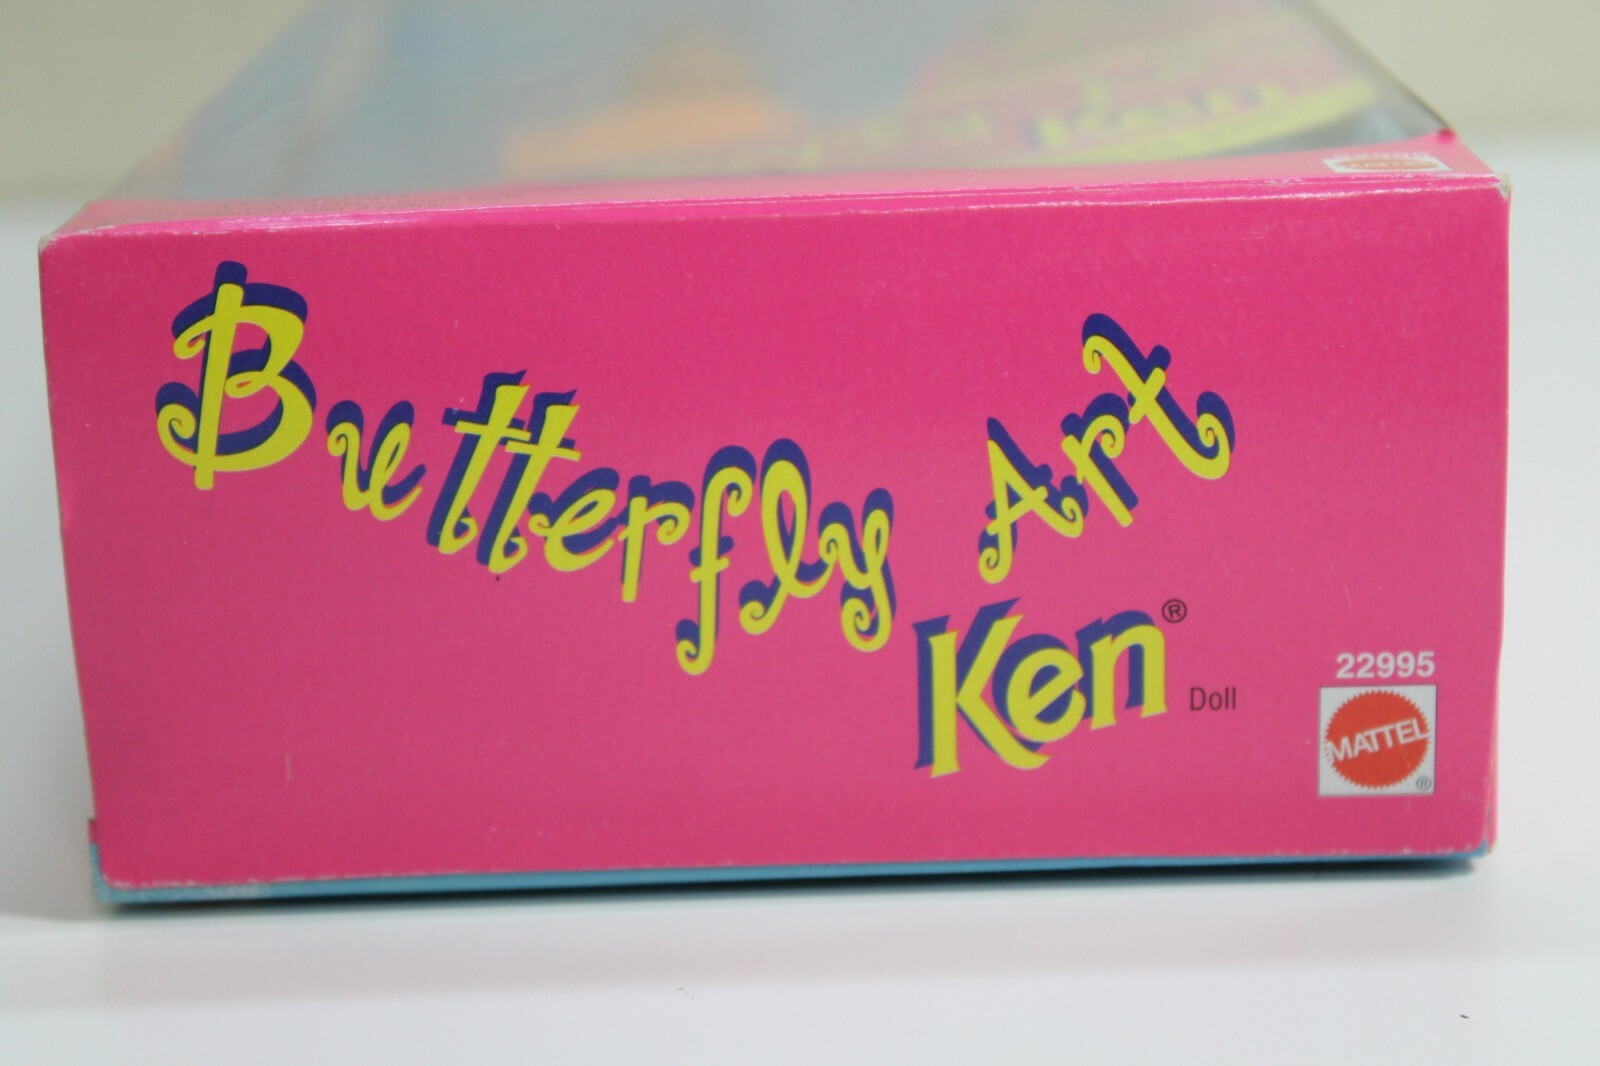 Butterfly Art
Ken®
Doll
22995
MATTEL
®